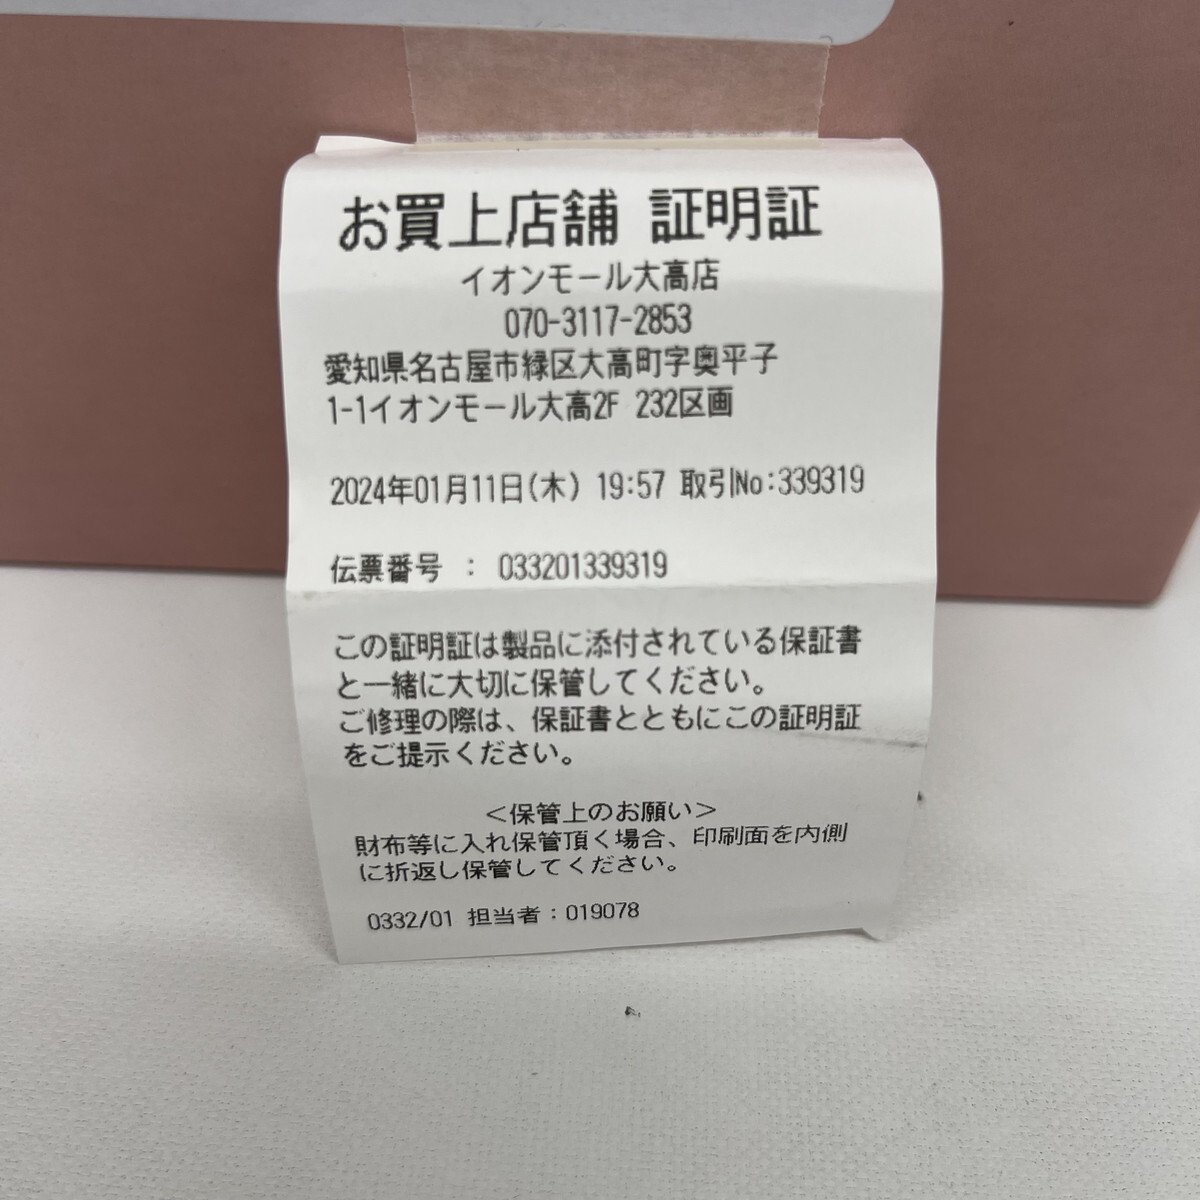 お買上店舗 証明証
イオンモール大高店
070-3117-2853
愛知県名古屋市緑区大高町字奥平子
1-1イオンモール大高2F 232区画
2024年01月11日(木) 19:57 取引No:339319
伝票番号 : 033201339319
この証明証は製品に添付されている保証書
と一緒に大切に保管してください。
ご修理の際は、保証書とともにこの証明証
をご提示ください。
<保管上のお願い>
財布等に入れ保管頂く場合、印刷面を内側
に折返し保管してください。
0332/01 担当者:019078